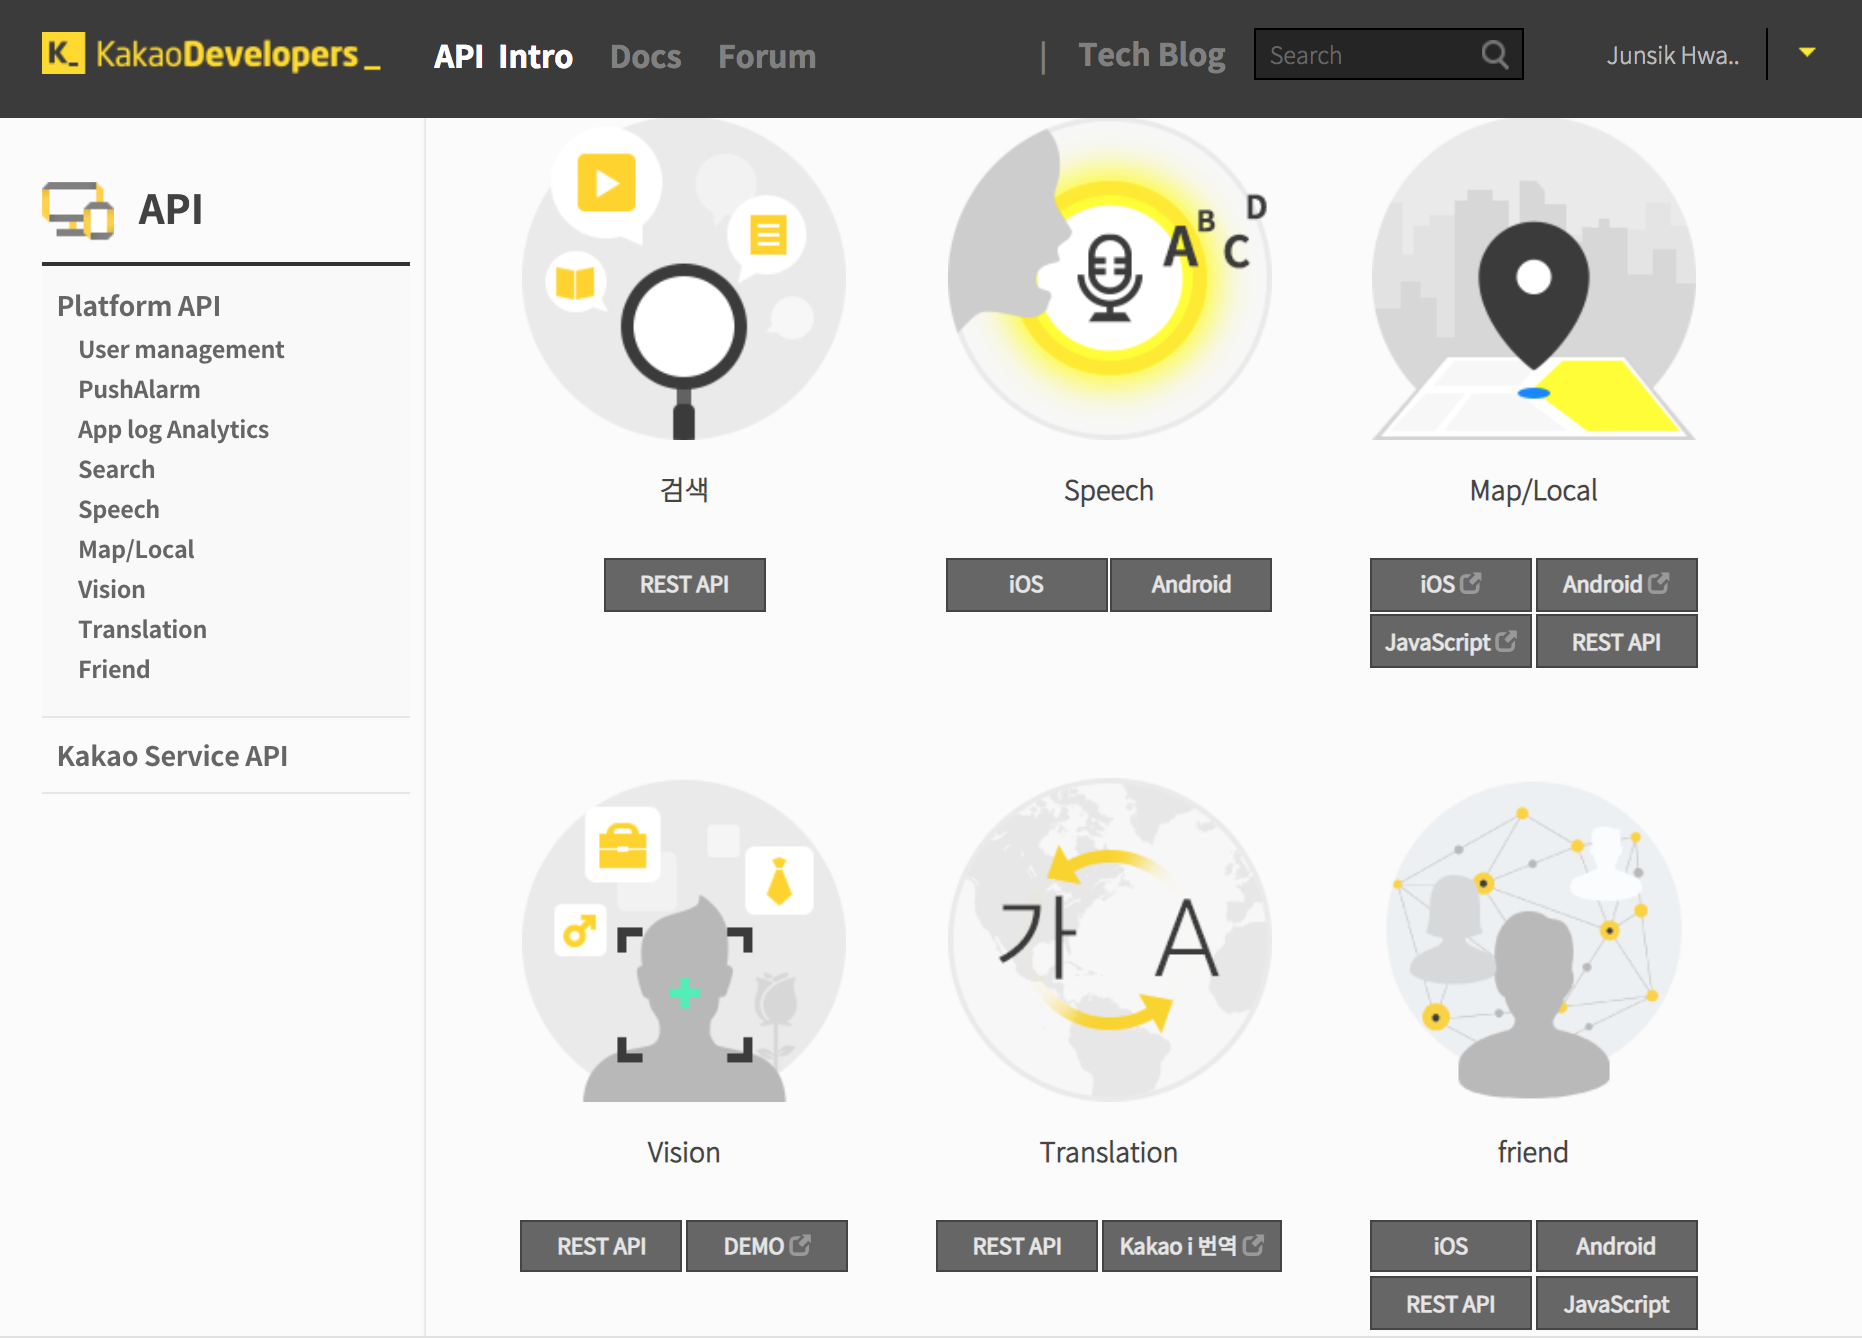 K_ KakaoDevelopers_ API Intro Docs Forum | Tech Blog Search Junsik Hwa..
API
Platform API
User management
PushAlarm
App log Analytics
Search
Speech
Map/Local
Vision
Translation
Friend
Kakao Service API
A B C D
검색 Speech Map/Local
REST API iOS Android iOS Android
JavaScript REST API
가 A
Vision Translation friend
REST API DEMO REST API Kakao i 번역 iOS Android
REST API JavaScript